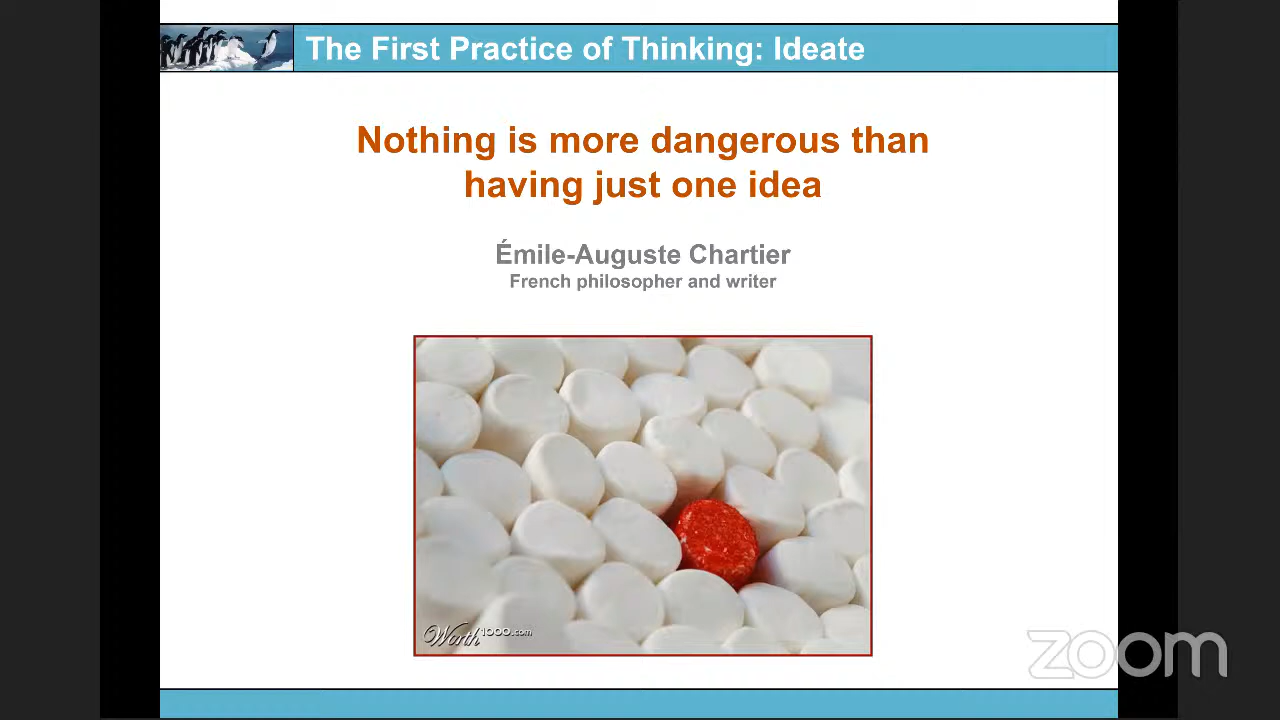 The First Practice of Thinking: Ideate
Nothing is more dangerous than
having just one idea
Émile-Auguste Chartier
French philosopher and writer
Worth1000.com
zoom